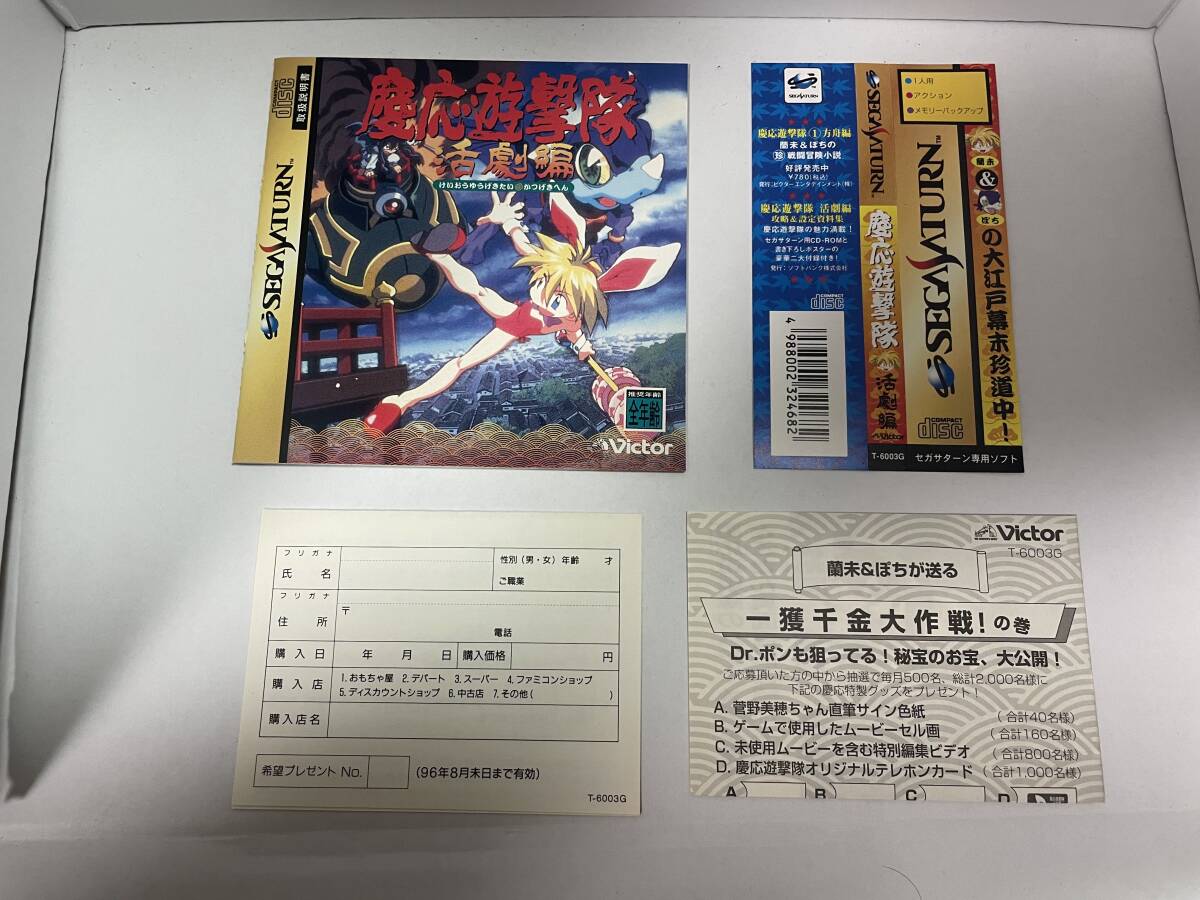 COMPACT
disc
取扱説明書
SEGA SATURN™
慶応遊撃隊
活劇編
けいおうゆうげきたい かつげきへん
推奨年齢
全年齢
Victor
SEGA SATURN
慶応遊撃隊①方舟編
蘭未&ぽちの
珍戦闘冒険小説
好評発売中
¥780(税込)
発行:ビクターエンタテインメント(株)
慶応遊撃隊 活劇編
攻略&設定資料集
慶応遊撃隊の魅力満載!
セガサターン用CD-ROMと
書き下ろしポスターの
豪華二大付録付き!
発行:ソフトバンク株式会社
COMPACT
disc
4 988002 324682
SEGA SATURN™
慶応遊撃隊
活劇編
Victor
T-6003G
●1人用
●アクション
●メモリーバックアップ
SEGA SATURN™
COMPACT
disc
セガサターン専用ソフト
蘭未
&
ぽち
の大江戸幕末珍道中!
フリガナ
氏名
性別(男・女)年齢 才
ご職業
フリガナ
住所
〒
電話
購入日 年 月 日 購入価格 円
購入店 1.おもちゃ屋 2.デパート 3.スーパー 4.ファミコンショップ
5.ディスカウントショップ 6.中古店 7.その他( )
購入店名
希望プレゼントNo. (96年8月末日まで有効)
T-6003G
Victor
T-6003G
蘭未&ぽちが送る
一獲千金大作戦!の巻
Dr.ポンも狙ってる!秘宝のお宝、大公開!
ご応募頂いた方の中から抽選で毎月500名、総計2,000名様に
下記の慶応特製グッズをプレゼント!
A. 菅野美穂ちゃん直筆サイン色紙 (合計40名様)
B. ゲームで使用したムービーセル画 (合計160名様)
C. 未使用ムービーを含む特別編集ビデオ (合計800名様)
D. 慶応遊撃隊オリジナルテレホンカード (合計1,000名様)
A B C D